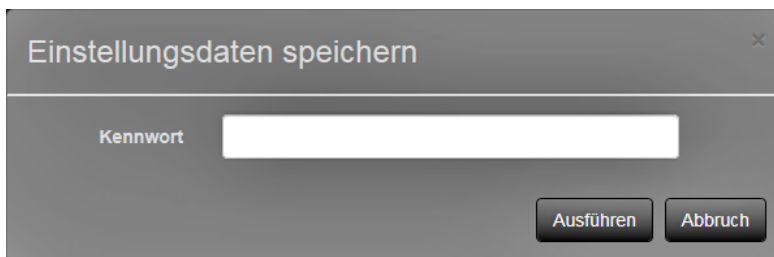 Einstellungsdaten speichern ×
Kennwort
Ausführen Abbruch